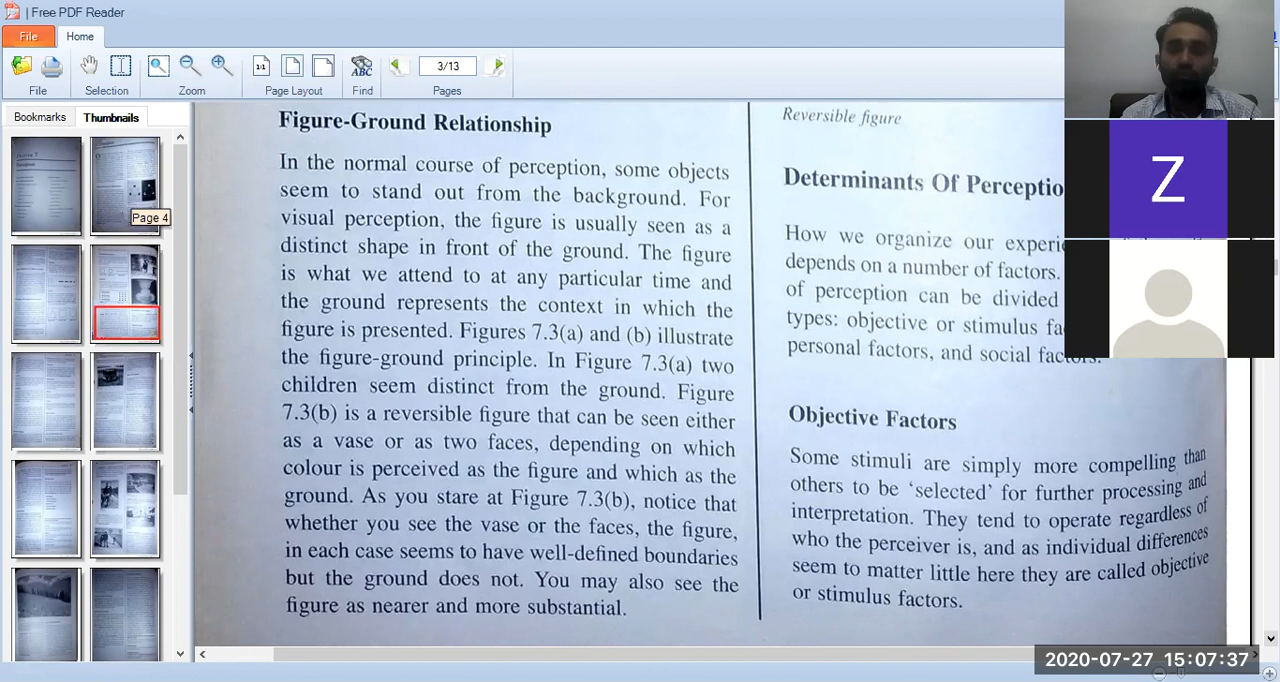 | Free PDF Reader
File
Home
File
Selection
Zoom
1:1
Page Layout
ABC
Find
3/13
Pages
Bookmarks
Thumbnails
Page 4
Figure-Ground Relationship
In the normal course of perception, some objects
seem to stand out from the background. For
visual perception, the figure is usually seen as a
distinct shape in front of the ground. The figure
is what we attend to at any particular time and
the ground represents the context in which the
figure is presented. Figures 7.3(a) and (b) illustrate
the figure-ground principle. In Figure 7.3(a) two
children seem distinct from the ground. Figure
7.3(b) is a reversible figure that can be seen either
as a vase or as two faces, depending on which
colour is perceived as the figure and which as the
ground. As you stare at Figure 7.3(b), notice that
whether you see the vase or the faces, the figure,
in each case seems to have well-defined boundaries
but the ground does not. You may also see the
figure as nearer and more substantial.
Reversible figure
Determinants Of Perceptio
How we organize our experi
depends on a number of factors.
of perception can be divided
types: objective or stimulus fa
personal factors, and social factors.
Objective Factors
Some stimuli are simply more compelling than
others to be ‘selected’ for further processing and
interpretation. They tend to operate regardless of
who the perceiver is, and as individual differences
seem to matter little here they are called objective
or stimulus factors.
Z
2020-07-27 15:07:37